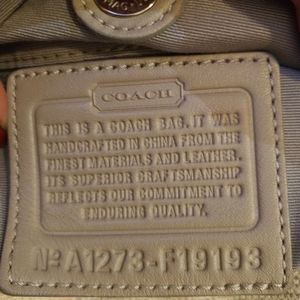 MAG
COACH
THIS IS A COACH BAG. IT WAS
HANDCRAFTED IN CHINA FROM THE
FINEST MATERIALS AND LEATHER.
ITS SUPERIOR CRAFTSMANSHIP
REFLECTS OUR COMMITMENT TO
ENDURING QUALITY.
Nº A1273-F19193